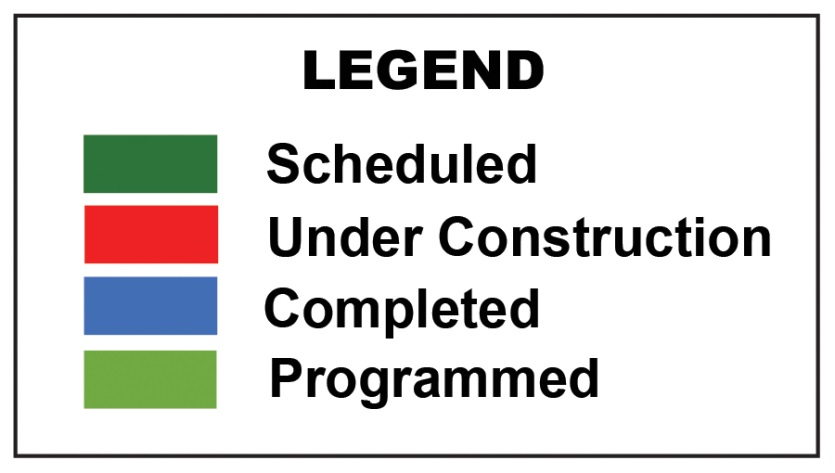 LEGEND
Scheduled
Under Construction
Completed
Programmed